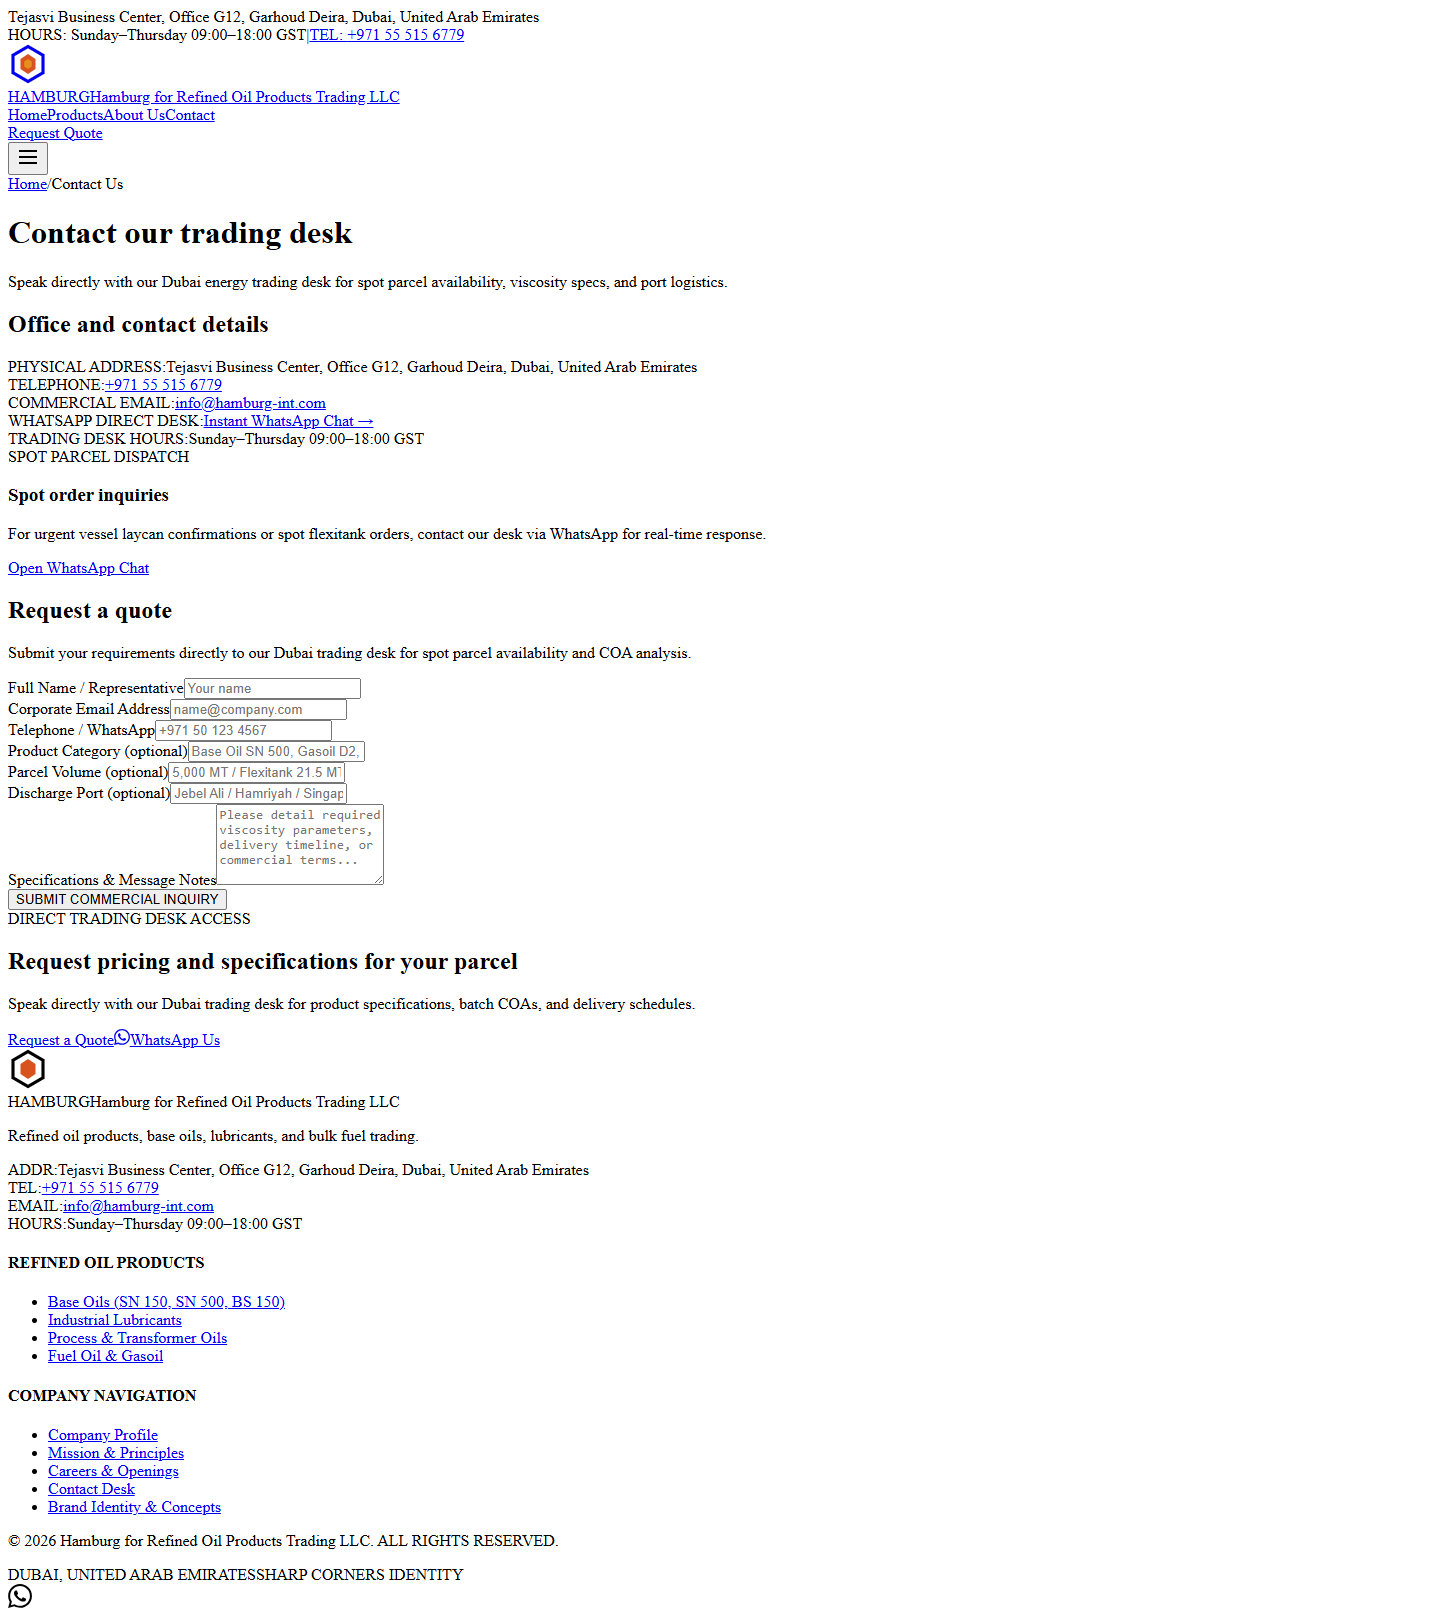 Tejasvi Business Center, Office G12, Garhoud Deira, Dubai, United Arab Emirates
HOURS: Sunday–Thursday 09:00–18:00 GST|TEL: +971 55 515 6779
HAMBURGHamburg for Refined Oil Products Trading LLC
HomeProductsAbout UsContact
Request Quote
Home/Contact Us
Contact our trading desk
Speak directly with our Dubai energy trading desk for spot parcel availability, viscosity specs, and port logistics.
Office and contact details
PHYSICAL ADDRESS:Tejasvi Business Center, Office G12, Garhoud Deira, Dubai, United Arab Emirates
TELEPHONE:+971 55 515 6779
COMMERCIAL EMAIL:info@hamburg-int.com
WHATSAPP DIRECT DESK:Instant WhatsApp Chat →
TRADING DESK HOURS:Sunday–Thursday 09:00–18:00 GST
SPOT PARCEL DISPATCH
Spot order inquiries
For urgent vessel laycan confirmations or spot flexitank orders, contact our desk via WhatsApp for real-time response.
Open WhatsApp Chat
Request a quote
Submit your requirements directly to our Dubai trading desk for spot parcel availability and COA analysis.
Full Name / Representative Your name
Corporate Email Address name@company.com
Telephone / WhatsApp +971 50 123 4567
Product Category (optional) Base Oil SN 500, Gasoil D2,
Parcel Volume (optional) 5,000 MT / Flexitank 21.5 MT
Discharge Port (optional) Jebel Ali / Hamriyah / Singap
Please detail required
viscosity parameters,
delivery timeline, or
commercial terms...
Specifications & Message Notes
SUBMIT COMMERCIAL INQUIRY
DIRECT TRADING DESK ACCESS
Request pricing and specifications for your parcel
Speak directly with our Dubai trading desk for product specifications, batch COAs, and delivery schedules.
Request a QuoteWhatsApp Us
HAMBURGHamburg for Refined Oil Products Trading LLC
Refined oil products, base oils, lubricants, and bulk fuel trading.
ADDR:Tejasvi Business Center, Office G12, Garhoud Deira, Dubai, United Arab Emirates
TEL:+971 55 515 6779
EMAIL:info@hamburg-int.com
HOURS:Sunday–Thursday 09:00–18:00 GST
REFINED OIL PRODUCTS
Base Oils (SN 150, SN 500, BS 150)
Industrial Lubricants
Process & Transformer Oils
Fuel Oil & Gasoil
COMPANY NAVIGATION
Company Profile
Mission & Principles
Careers & Openings
Contact Desk
Brand Identity & Concepts
© 2026 Hamburg for Refined Oil Products Trading LLC. ALL RIGHTS RESERVED.
DUBAI, UNITED ARAB EMIRATESSHARP CORNERS IDENTITY